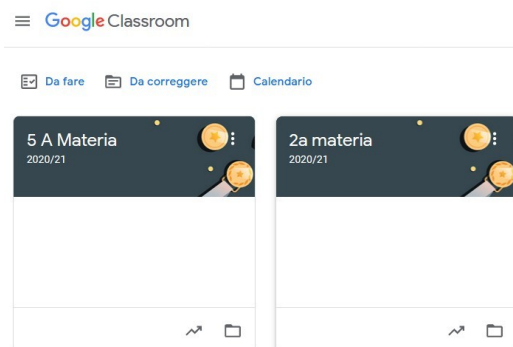 Google Classroom
Da fare Da correggere Calendario
5 A Materia
2020/21
2a materia
2020/21